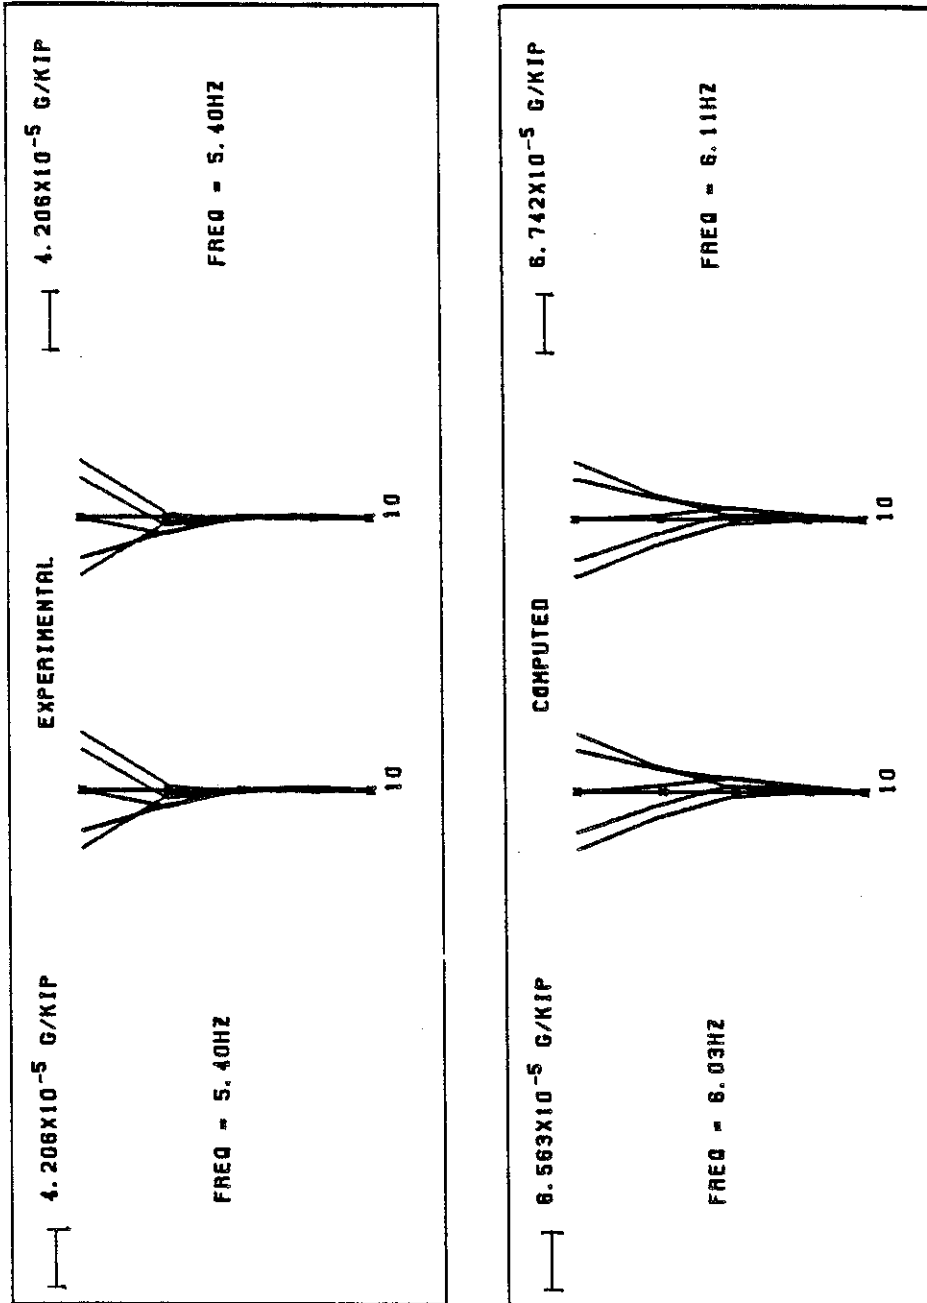 EXPERIMENTAL
4.206X10⁻⁵ G/KIP
4.206X10⁻⁵ G/KIP
FREQ = 5.40HZ
FREQ = 5.40HZ
10
10
COMPUTED
6.563X10⁻⁵ G/KIP
6.742X10⁻⁵ G/KIP
FREQ = 6.03HZ
FREQ = 6.11HZ
10
10